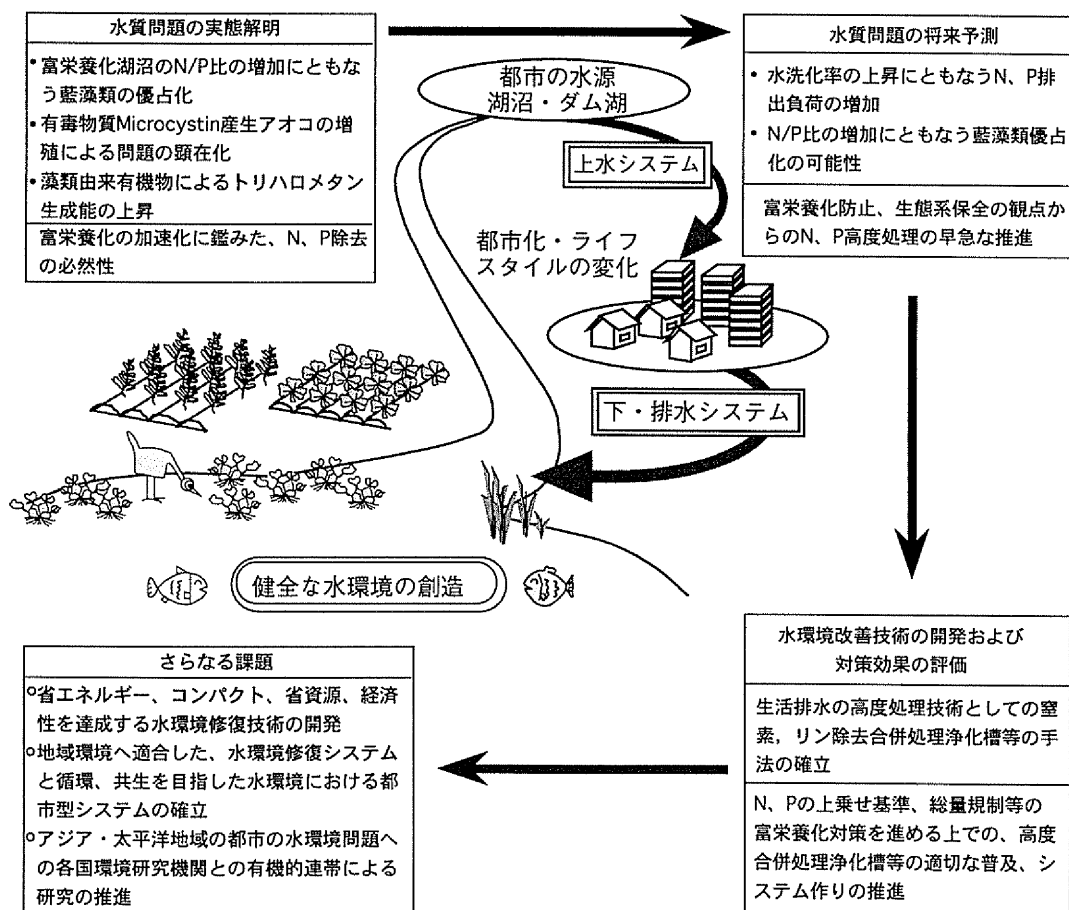 水質問題の実態解明
• 富栄養化湖沼のN/P比の増加にともな
う藍藻類の優占化
• 有毒物質Microcystin産生アオコの増
殖による問題の顕在化
• 藻類由来有機物によるトリハロメタン
生成能の上昇
富栄養化の加速化に鑑みた、N、P除去
の必然性
都市の水源
湖沼・ダム湖
上水システム
都市化・ライフ
スタイルの変化
下・排水システム
水質問題の将来予測
• 水洗化率の上昇にともなうN、P排
出負荷の増加
• N/P比の増加にともなう藍藻類優占
化の可能性
富栄養化防止、生態系保全の観点か
らのN、P高度処理の早急な推進
健全な水環境の創造
水環境改善技術の開発および
対策効果の評価
生活排水の高度処理技術としての窒
素，リン除去合併処理浄化槽等の手
法の確立
N、Pの上乗せ基準、総量規制等の
富栄養化対策を進める上での、高度
合併処理浄化槽等の適切な普及、シ
ステム作りの推進
さらなる課題
○省エネルギー、コンパクト、省資源、経済
性を達成する水環境修復技術の開発
○地域環境へ適合した、水環境修復システム
と循環、共生を目指した水環境における都
市型システムの確立
○アジア・太平洋地域の都市の水環境問題へ
の各国環境研究機関との有機的連帯による
研究の推進